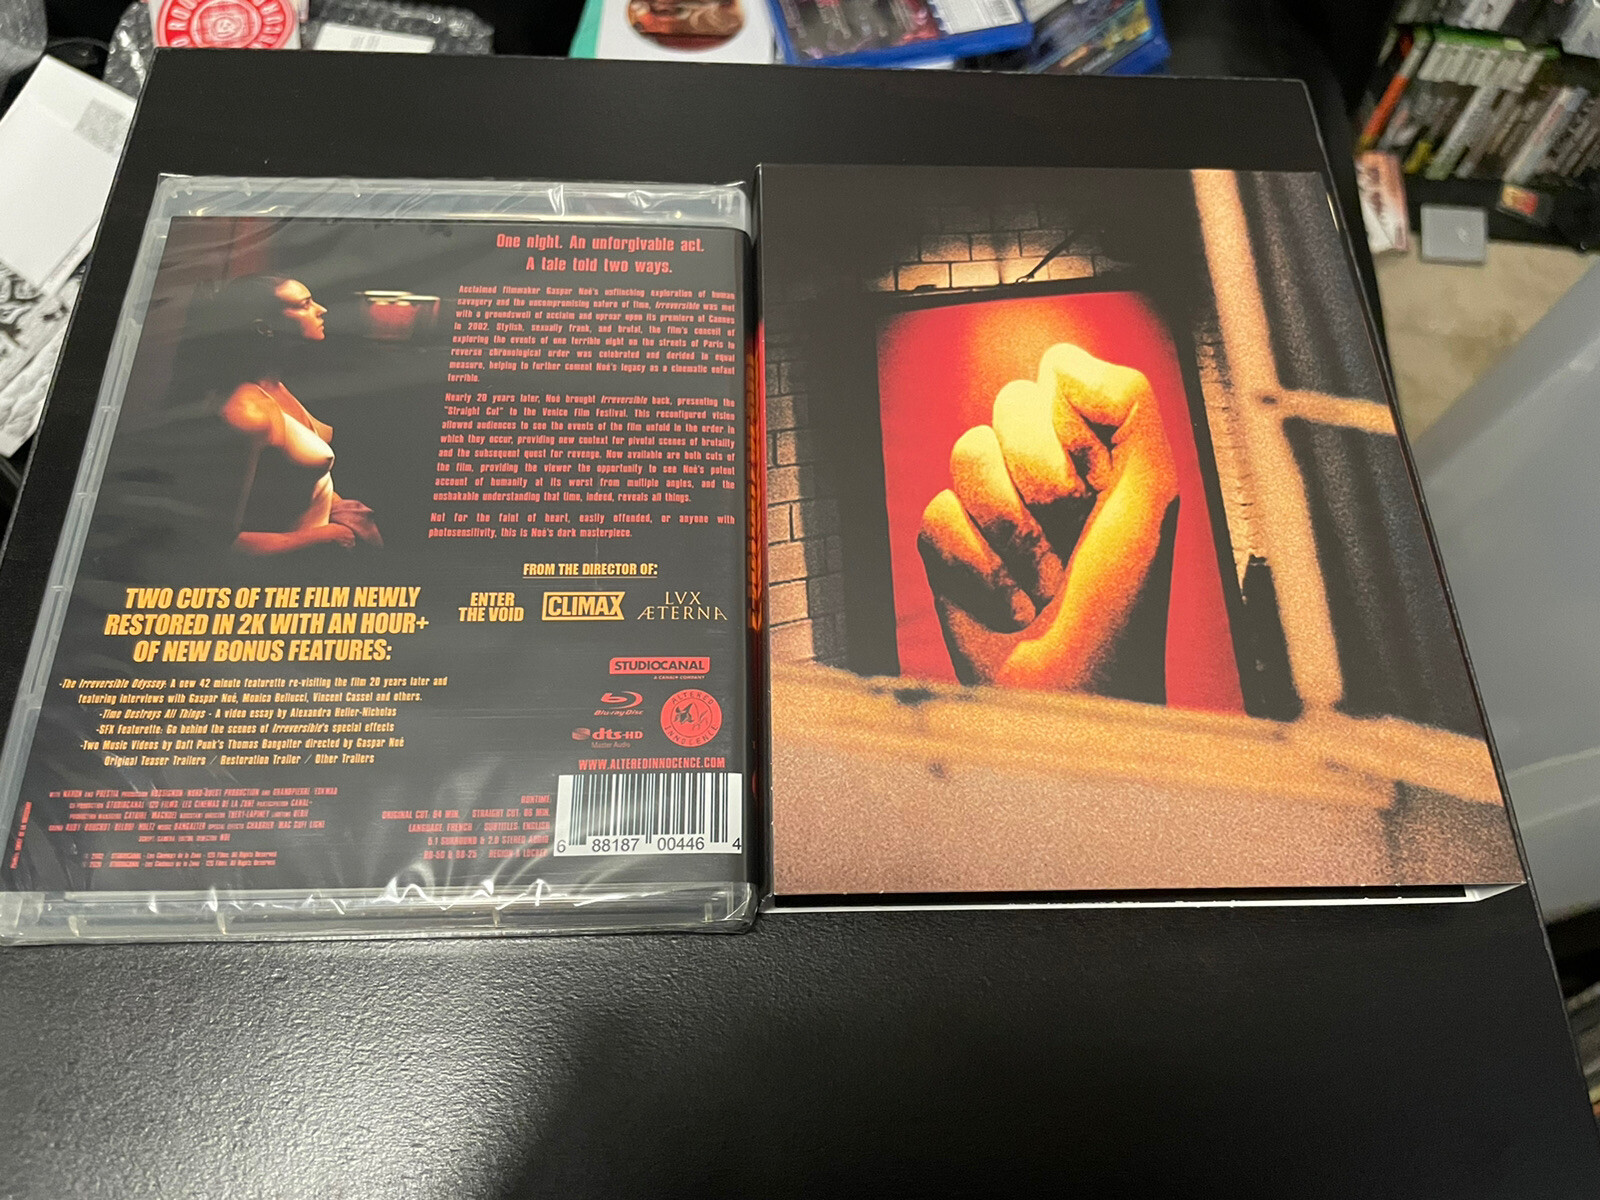 One night. An unforgivable act.
A tale told two ways.
Acclaimed filmmaker Gaspar Noé's unflinching exploration of human
savagery and the uncompromising nature of time, Irreversible was met
with a groundswell of acclaim and uproar upon its premiere at Cannes
in 2002. Stylish, sexually frank, and brutal, the film's conceit of
exploring the events of one terrible night on the streets of Paris in
reverse chronological order was celebrated and derided in equal
measure, helping to further cement Noé's legacy as a cinematic enfant
terrible.
Nearly 20 years later, Noé brought Irreversible back, presenting the
"Straight Cut" to the Venice Film Festival. This reconfigured vision
allowed audiences to see the events of the film unfold in the order in
which they occur, providing new context for pivotal scenes of brutality
and the subsequent quest for revenge. Now available are both cuts of
the film, providing the viewer the opportunity to see Noé's potent
account of humanity at its worst from multiple angles, and the
unshakable understanding that time, indeed, reveals all things.
Not for the faint of heart, easily offended, or anyone with
photosensitivity, this is Noé's dark masterpiece.
FROM THE DIRECTOR OF:
ENTER
THE VOID
CLIMAX
LVX
ÆTERNA
TWO CUTS OF THE FILM NEWLY
RESTORED IN 2K WITH AN HOUR+
OF NEW BONUS FEATURES:
-The Irreversible Odyssey: A new 42 minute featurette re-visiting the film 20 years later and
featuring interviews with Gaspar Noé, Monica Bellucci, Vincent Cassel and others.
-Time Destroys All Things - A video essay by Alexandra Heller-Nicholas
-SFX Featurette: Go behind the scenes of Irreversible's special effects
-Two Music Videos by Daft Punk's Thomas Bangalter directed by Gaspar Noé
Original Teaser Trailers / Restoration Trailer / Other Trailers
STUDIOCANAL
A CANAL+ COMPANY
Blu-ray Disc
ALTERED INNOCENCE
dts-HD
Master Audio
WWW.ALTEREDINNOCENCE.COM
RUNTIME
ORIGINAL CUT: 94 MIN. STRAIGHT CUT: 86 MIN.
LANGUAGE: FRENCH / SUBTITLES: ENGLISH
5.1 SURROUND & 2.0 STEREO AUDIO
BD-50 & BD-25 / REGION A LOCKED
6 88187 00446 4